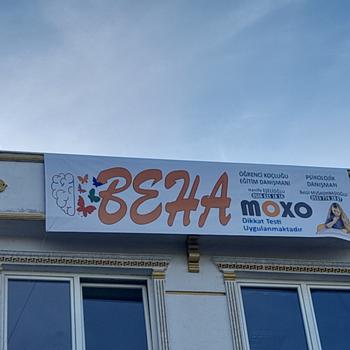 BEHA
ÖĞRENCİ KOÇLUĞU
EĞİTİM DANIŞMANI
PSİKOLOJİK
DANIŞMAN
moxo
Dikkat Testi
Uygulanmaktadır